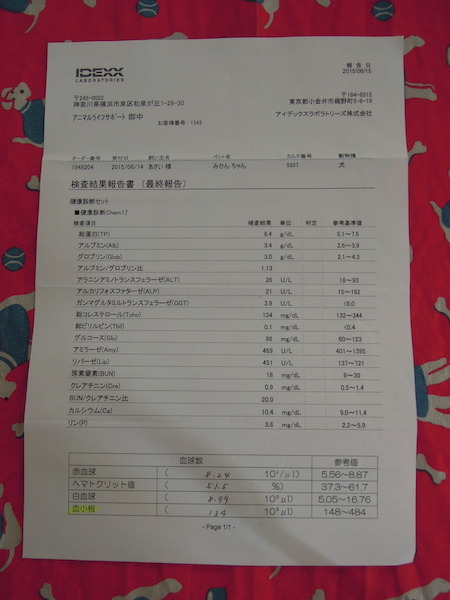 IDEXX
LABORATORIES
報告日
2015/06/15
〒245-0022
神奈川県横浜市泉区和泉が丘1-28-30
アニマルライフサポート 御中
お客様番号:1545
〒184-8515
東京都小金井市梶野町5-8-18
アイデックスラボラトリーズ株式会社
オーダー番号 受付日 飼い主名 ペット名 カルテ番号 動物種
1945204 2015/06/14 あさい 様 みかん ちゃん 5837 犬
検査結果報告書 (最終報告)
健康診断セット
■健康診断Chem17
検査項目 検査結果 単位 判定 参考基準値
総蛋白(TP) 6.4 g/dL 5.1~7.5
アルブミン(Alb) 3.4 g/dL 2.6~3.9
グロブリン(Glob) 3.0 g/dL 2.1~4.3
アルブミン/グロブリン比 1.13
アラニンアミノトランスフェラーゼ(ALT) 26 U/L 18~93
アルカリフォスファターゼ(ALP) 21 U/L 15~162
ガンマグルタミルトランスフェラーゼ(GGT) 3.9 U/L <9.0
総コレステロール(Tcho) 134 mg/dL 132~344
総ビリルビン(Tbil) 0.1 mg/dL <0.4
グルコース(Glu) 86 mg/dL 60~123
アミラーゼ(Amy) 489 U/L 401~1395
リパーゼ(Lip) 451 U/L 137~721
尿素窒素(BUN) 18 mg/dL 9~30
クレアチニン(Cre) 0.9 mg/dL 0.5~1.4
BUN/クレアチニン比 20.0
カルシウム(Ca) 10.4 mg/dL 9.0~11.4
リン(P) 3.6 mg/dL 2.2~5.9
血球数 参考値
赤血球 ( 8.24 10⁶/μl) 5.56~8.87
ヘマトクリット値 ( 51.5 %) 37.3~61.7
白血球 ( 8.99 10³μl) 5.05~16.76
血小板 ( 134 10³μl) 148~484
- Page 1/1 -